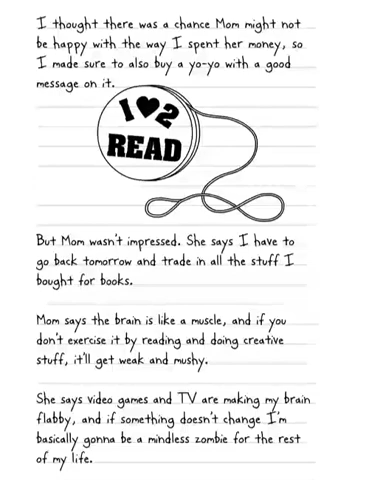 I thought there was a chance Mom might not
be happy with the way I spent her money, so
I made sure to also buy a yo-yo with a good
message on it.
I ♥ 2
READ
But Mom wasn't impressed. She says I have to
go back tomorrow and trade in all the stuff I
bought for books.
Mom says the brain is like a muscle, and if you
don't exercise it by reading and doing creative
stuff, it'll get weak and mushy.
She says video games and TV are making my brain
flabby, and if something doesn't change I'm
basically gonna be a mindless zombie for the rest
of my life.